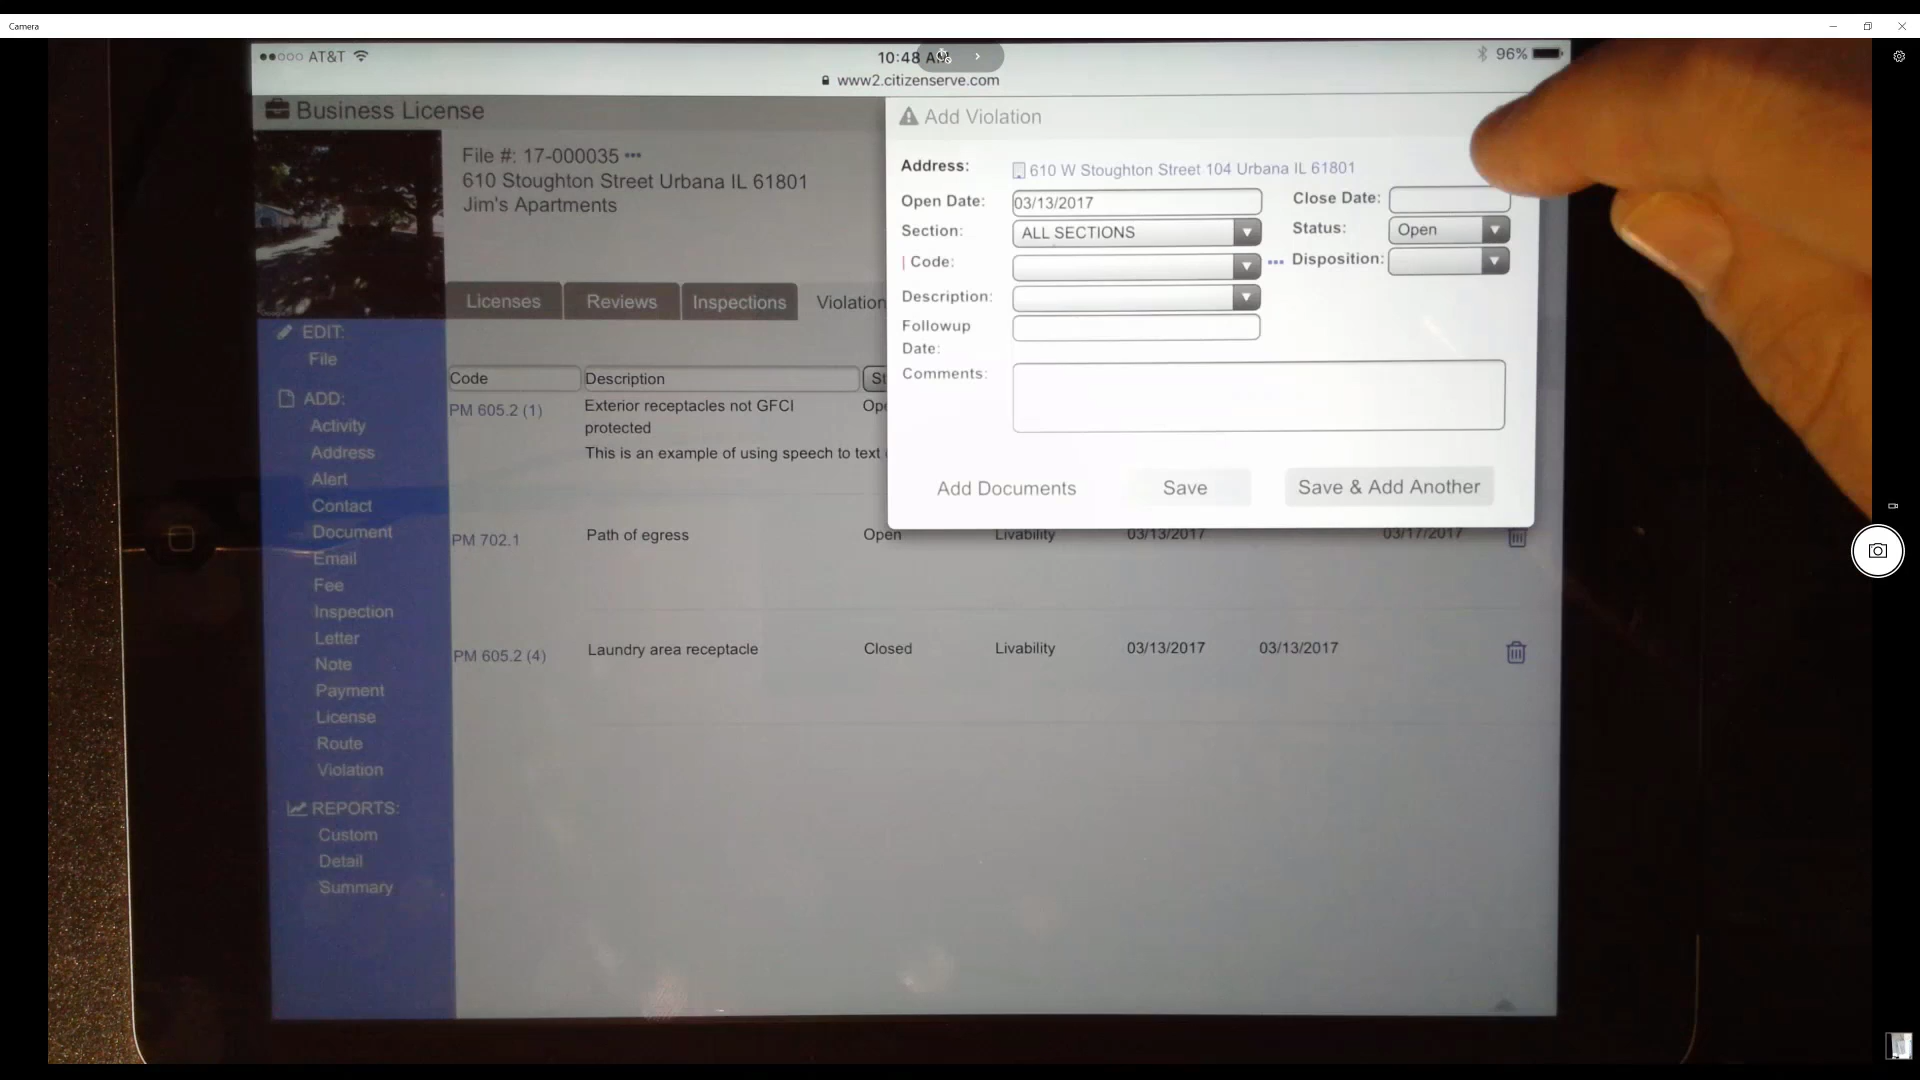 Camera
AT&T
10:48 A
96%
www2.citizenserve.com
Business License
File #: 17-000035 •••
610 Stoughton Street Urbana IL 61801
Jim's Apartments
Licenses
Reviews
Inspections
Violation
EDIT:
File
ADD:
Activity
Address
Alert
Contact
Document
Email
Fee
Inspection
Letter
Note
Payment
License
Route
Violation
REPORTS:
Custom
Detail
Summary
Code
Description
St
PM 605.2 (1)
Exterior receptacles not GFCI
protected
Ope
This is an example of using speech to text
PM 702.1
Path of egress
Open
Livability
03/13/2017
03/17/2017
PM 605.2 (4)
Laundry area receptacle
Closed
Livability
03/13/2017
03/13/2017
Add Violation
Address:
610 W Stoughton Street 104 Urbana IL 61801
Open Date:
03/13/2017
Close Date:
Section:
ALL SECTIONS
Status:
Open
Code:
••• Disposition:
Description:
Followup
Date:
Comments:
Add Documents
Save
Save & Add Another